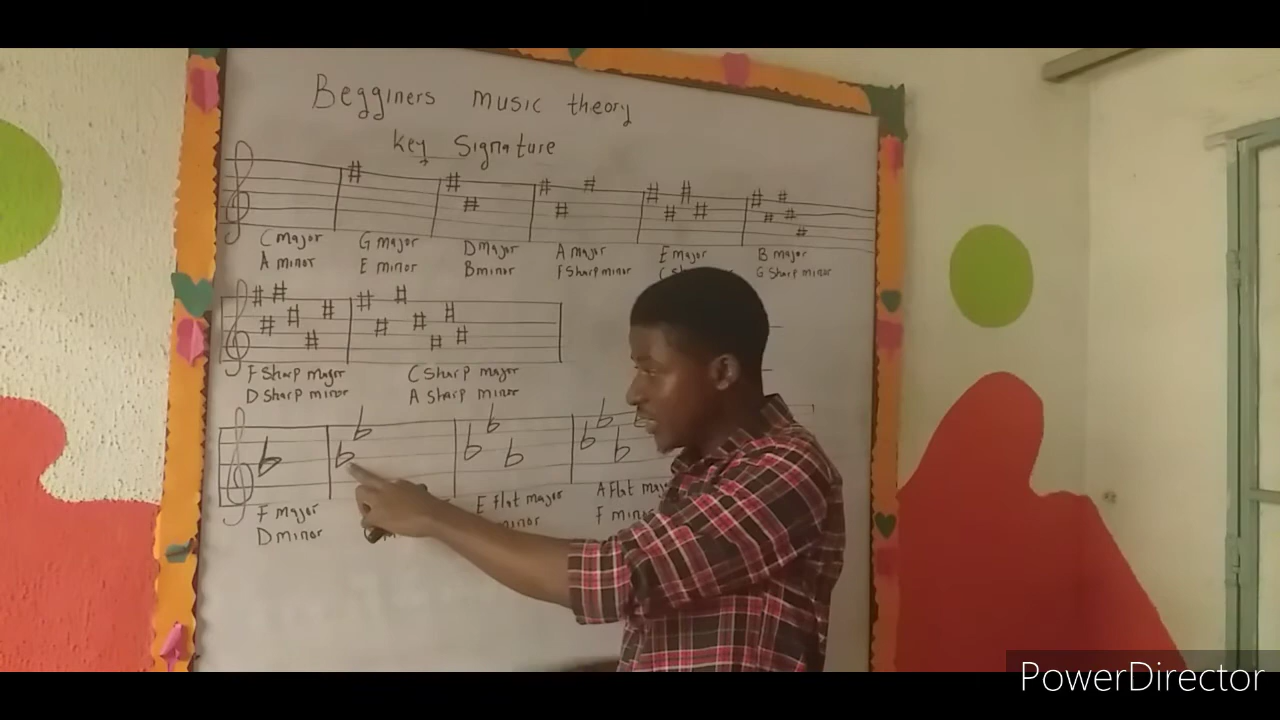 Begginers music theory
Key Signature
C major G major D major A major E major B major
A minor E minor B minor F Sharp minor G Sharp minor
F Sharp major C Sharp major
D Sharp minor A Sharp minor
F major E flat major A flat
D minor minor F minor
PowerDirector